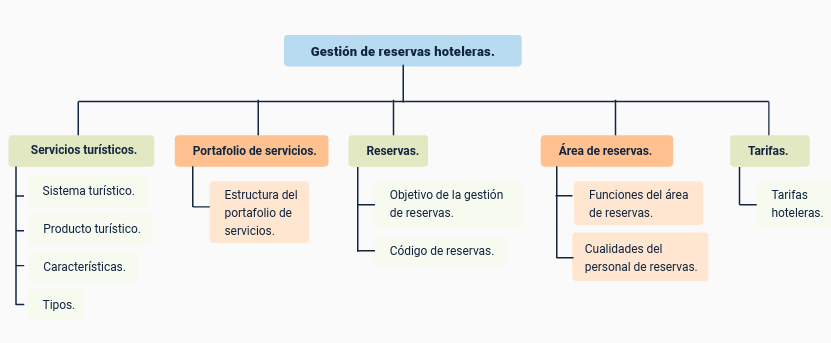 Gestión de reservas hoteleras.
Servicios turísticos.
Sistema turístico.
Producto turístico.
Características.
Tipos.
Portafolio de servicios.
Estructura del
portafolio de
servicios.
Reservas.
Objetivo de la gestión
de reservas.
Código de reservas.
Área de reservas.
Funciones del área
de reservas.
Cualidades del
personal de reservas.
Tarifas.
Tarifas
hoteleras.